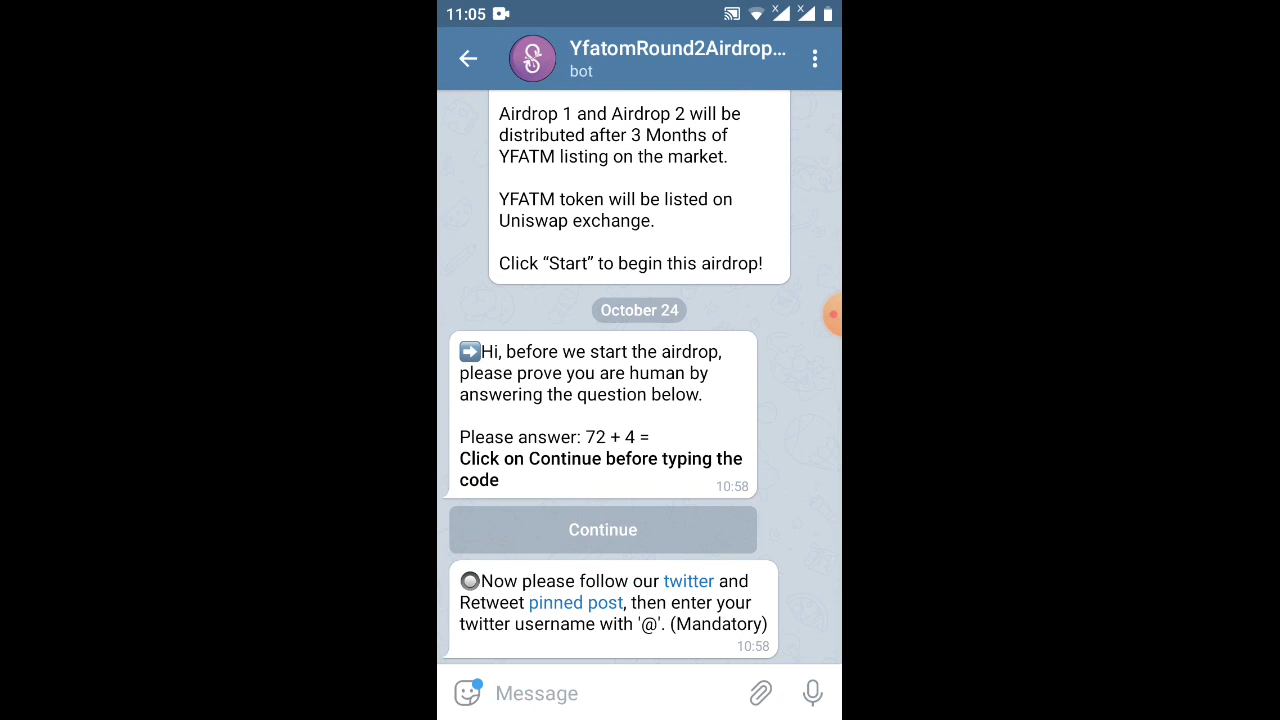 11:05
YfatomRound2Airdrop...
bot
Airdrop 1 and Airdrop 2 will be
distributed after 3 Months of
YFATM listing on the market.
YFATM token will be listed on
Uniswap exchange.
Click “Start” to begin this airdrop!
October 24
➡️Hi, before we start the airdrop,
please prove you are human by
answering the question below.
Please answer: 72 + 4 =
Click on Continue before typing the
code
10:58
Continue
🔘Now please follow our twitter and
Retweet pinned post, then enter your
twitter username with '@'. (Mandatory)
10:58
Message